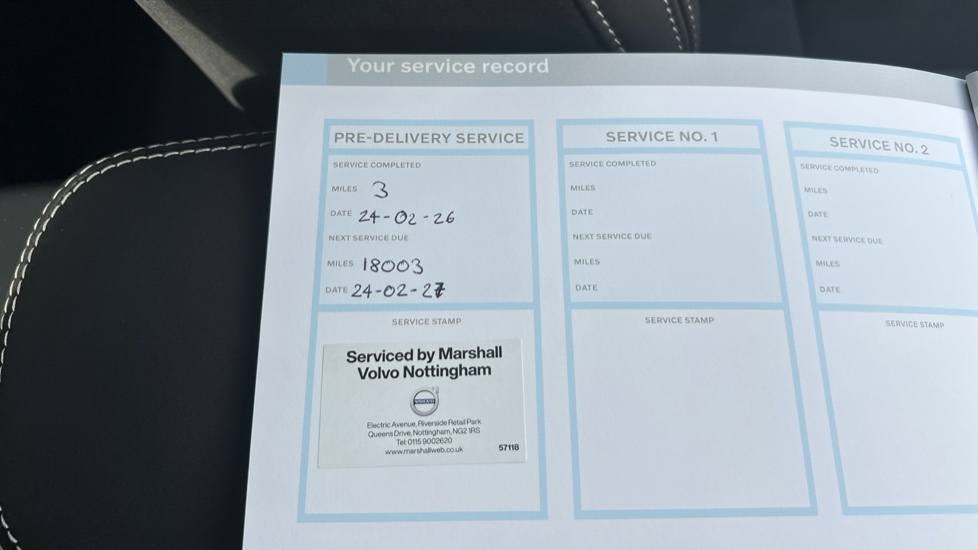 Your service record
PRE-DELIVERY SERVICE
SERVICE COMPLETED
MILES 3
DATE 24-02-26
NEXT SERVICE DUE
MILES 18003
DATE 24-02-27
SERVICE STAMP
Serviced by Marshall
Volvo Nottingham
VOLVO
Electric Avenue, Riverside Retail Park
Queens Drive, Nottingham, NG2 1RS
Tel: 0115 9002620
www.marshallweb.co.uk
57118
SERVICE NO. 1
SERVICE COMPLETED
MILES
DATE
NEXT SERVICE DUE
MILES
DATE
SERVICE STAMP
SERVICE NO. 2
SERVICE COMPLETED
MILES
DATE
NEXT SERVICE DUE
MILES
DATE
SERVICE STAMP